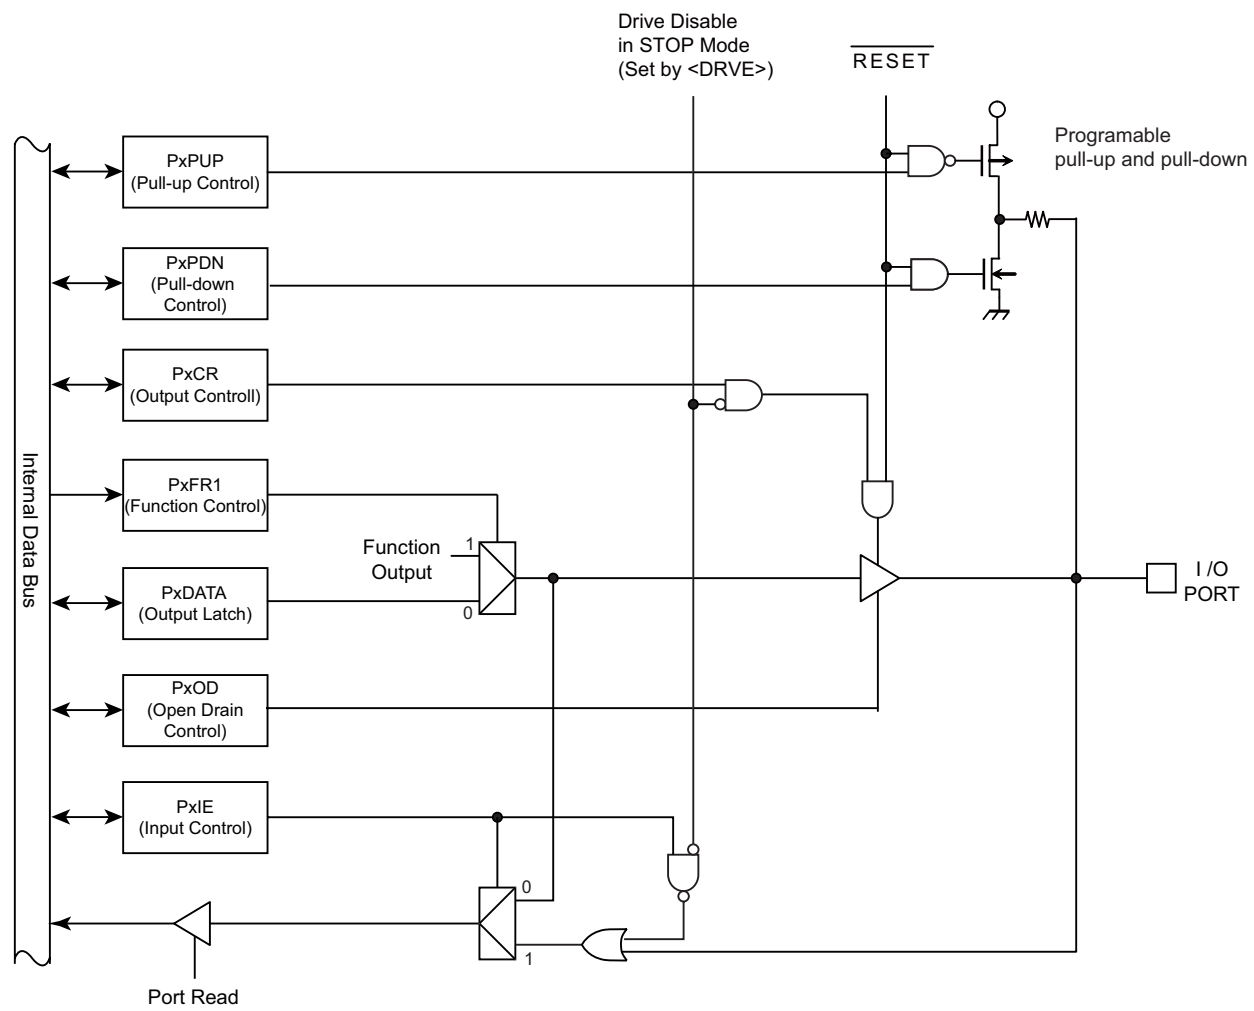 Drive Disable
in STOP Mode
(Set by <DRVE>)
RESET
Programable
pull-up and pull-down
PxPUP
(Pull-up Control)
PxPDN
(Pull-down
Control)
PxCR
(Output Controll)
Internal Data Bus
PxFR1
(Function Control)
Function
Output
1
0
PxDATA
(Output Latch)
I /O
PORT
PxOD
(Open Drain
Control)
PxIE
(Input Control)
0
1
Port Read